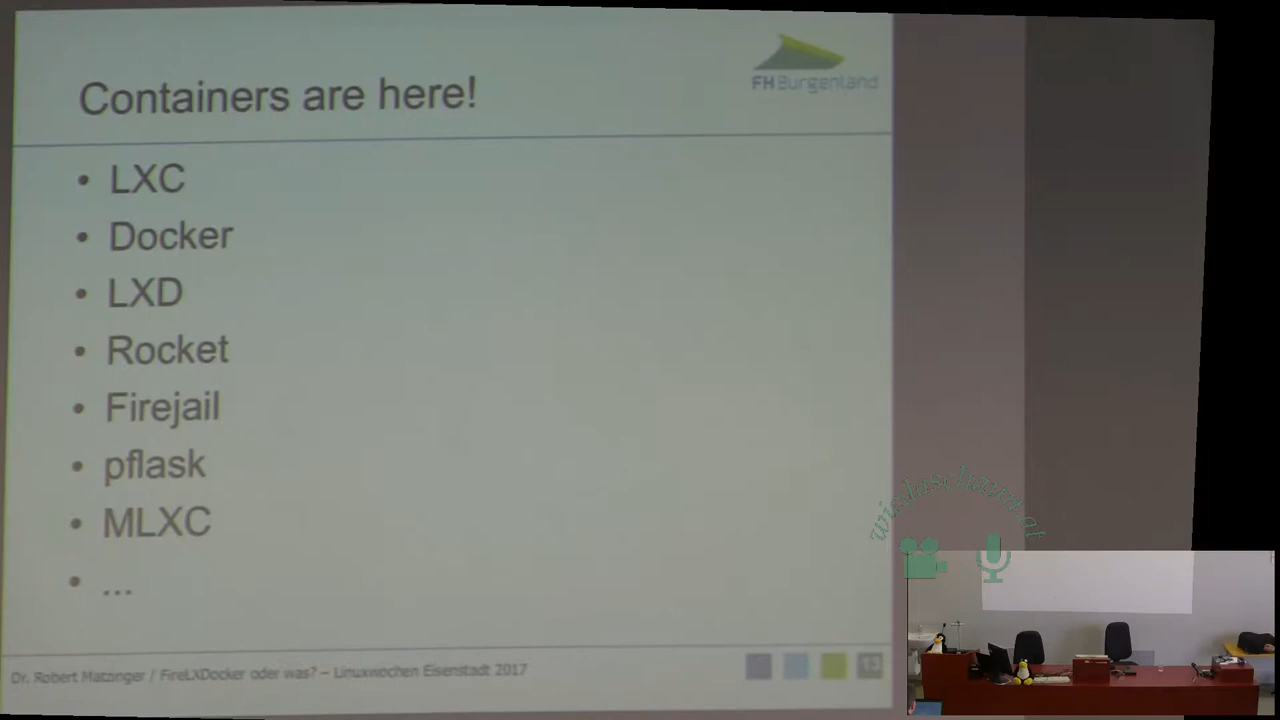 Containers are here!
FH Burgenland
• LXC
• Docker
• LXD
• Rocket
• Firejail
• pflask
• MLXC
• ...
Dr. Robert Matzinger / FireLXDocker oder was? – Linuxwochen Eisenstadt 2017
13